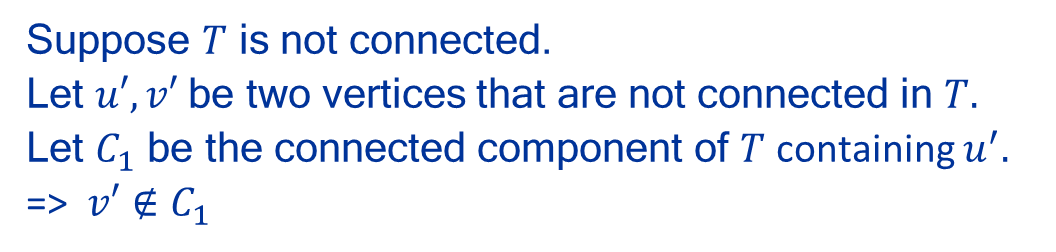 Suppose T is not connected.
Let u′, v′ be two vertices that are not connected in T.
Let C₁ be the connected component of T containing u′.
=> v′ ∉ C₁